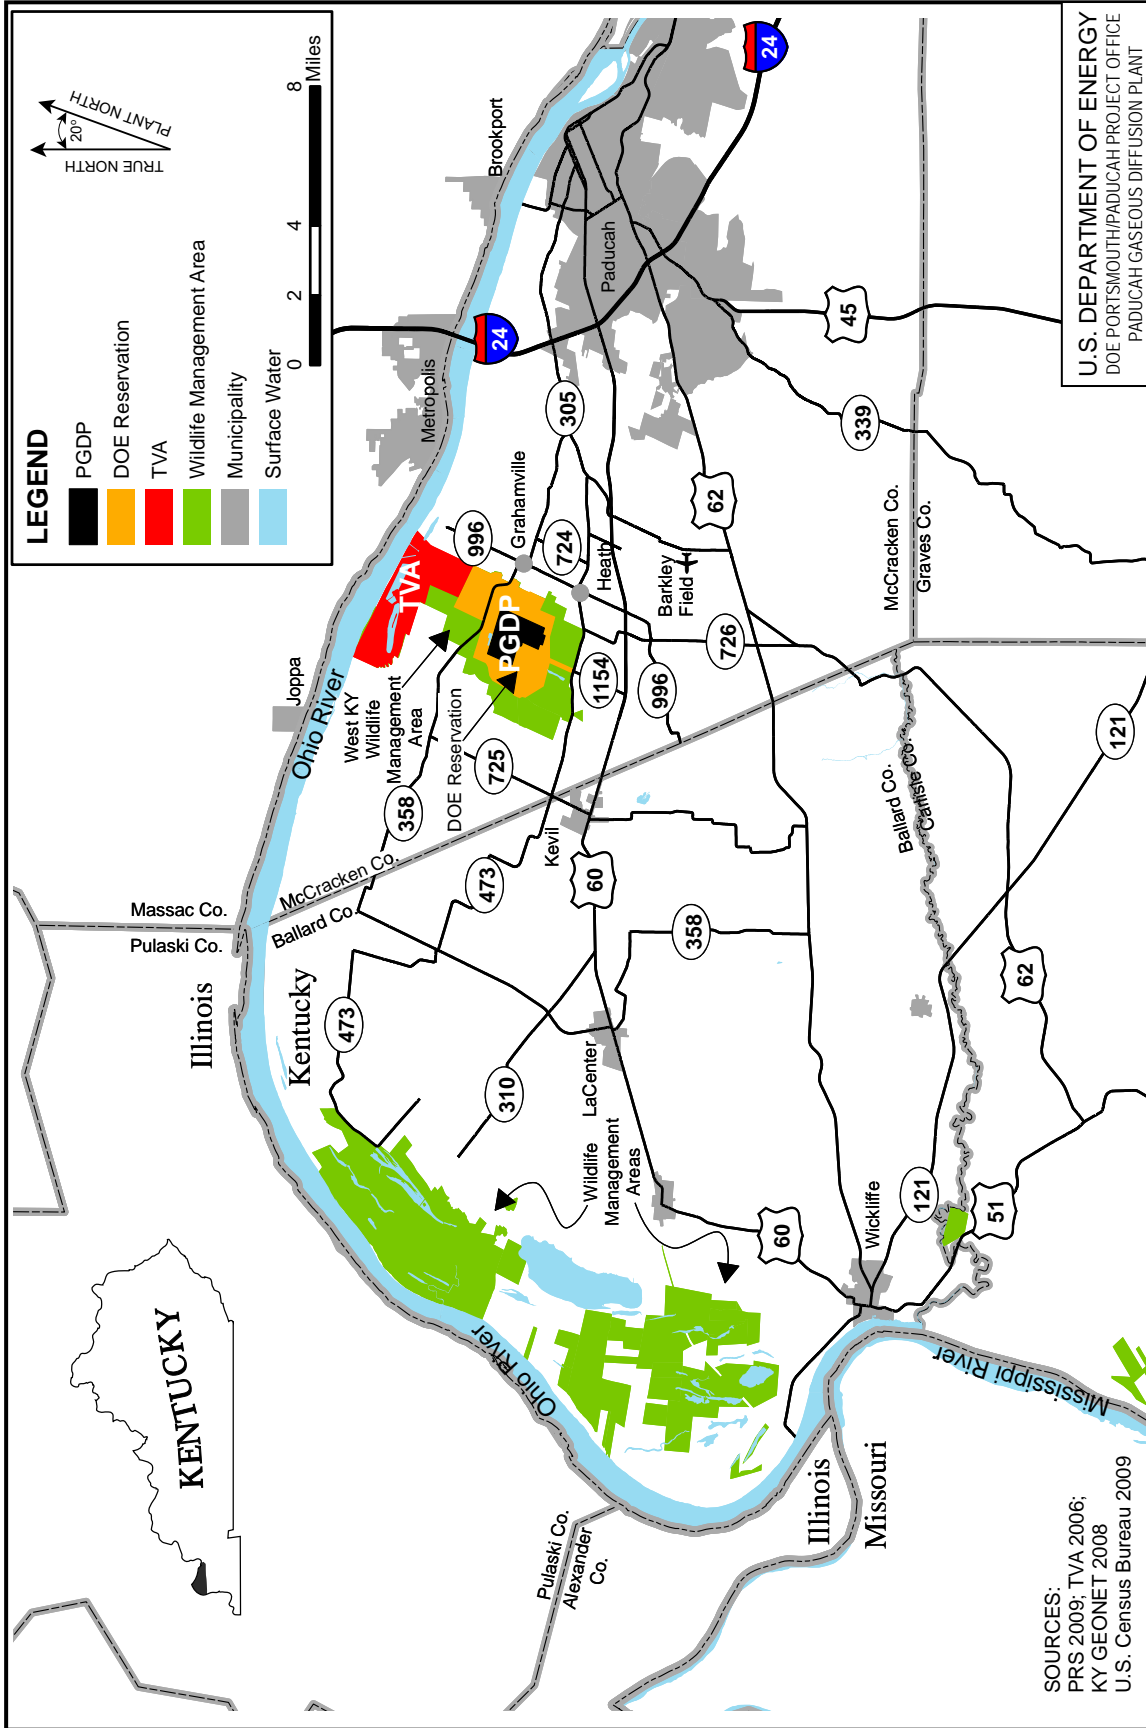 LEGEND
PGDP
DOE Reservation
TVA
Wildlife Management Area
Municipality
Surface Water
TRUE NORTH
20°
PLANT NORTH
0
2
4
8
Miles
KENTUCKY
Massac Co.
Pulaski Co.
Illinois
Kentucky
McCracken Co.
Ballard Co.
Joppa
Ohio River
Metropolis
Brookport
Paducah
24
24
TVA
West KY
Wildlife
Management
Area
DOE Reservation
PGDP
Grahamville
Heath
Barkley
Field
Kevil
LaCenter
Wildlife
Management
Areas
Wickliffe
Ohio River
Mississippi River
Pulaski Co.
Alexander
Co.
Illinois
Missouri
473
473
310
358
358
725
996
996
724
305
1154
726
60
60
62
62
45
339
121
121
51
McCracken Co.
Graves Co.
Ballard Co.
Carlisle Co.
SOURCES:
PRS 2009; TVA 2006;
KY GEONET 2008
U.S. Census Bureau 2009
U.S. DEPARTMENT OF ENERGY
DOE PORTSMOUTH/PADUCAH PROJECT OFFICE
PADUCAH GASEOUS DIFFUSION PLANT